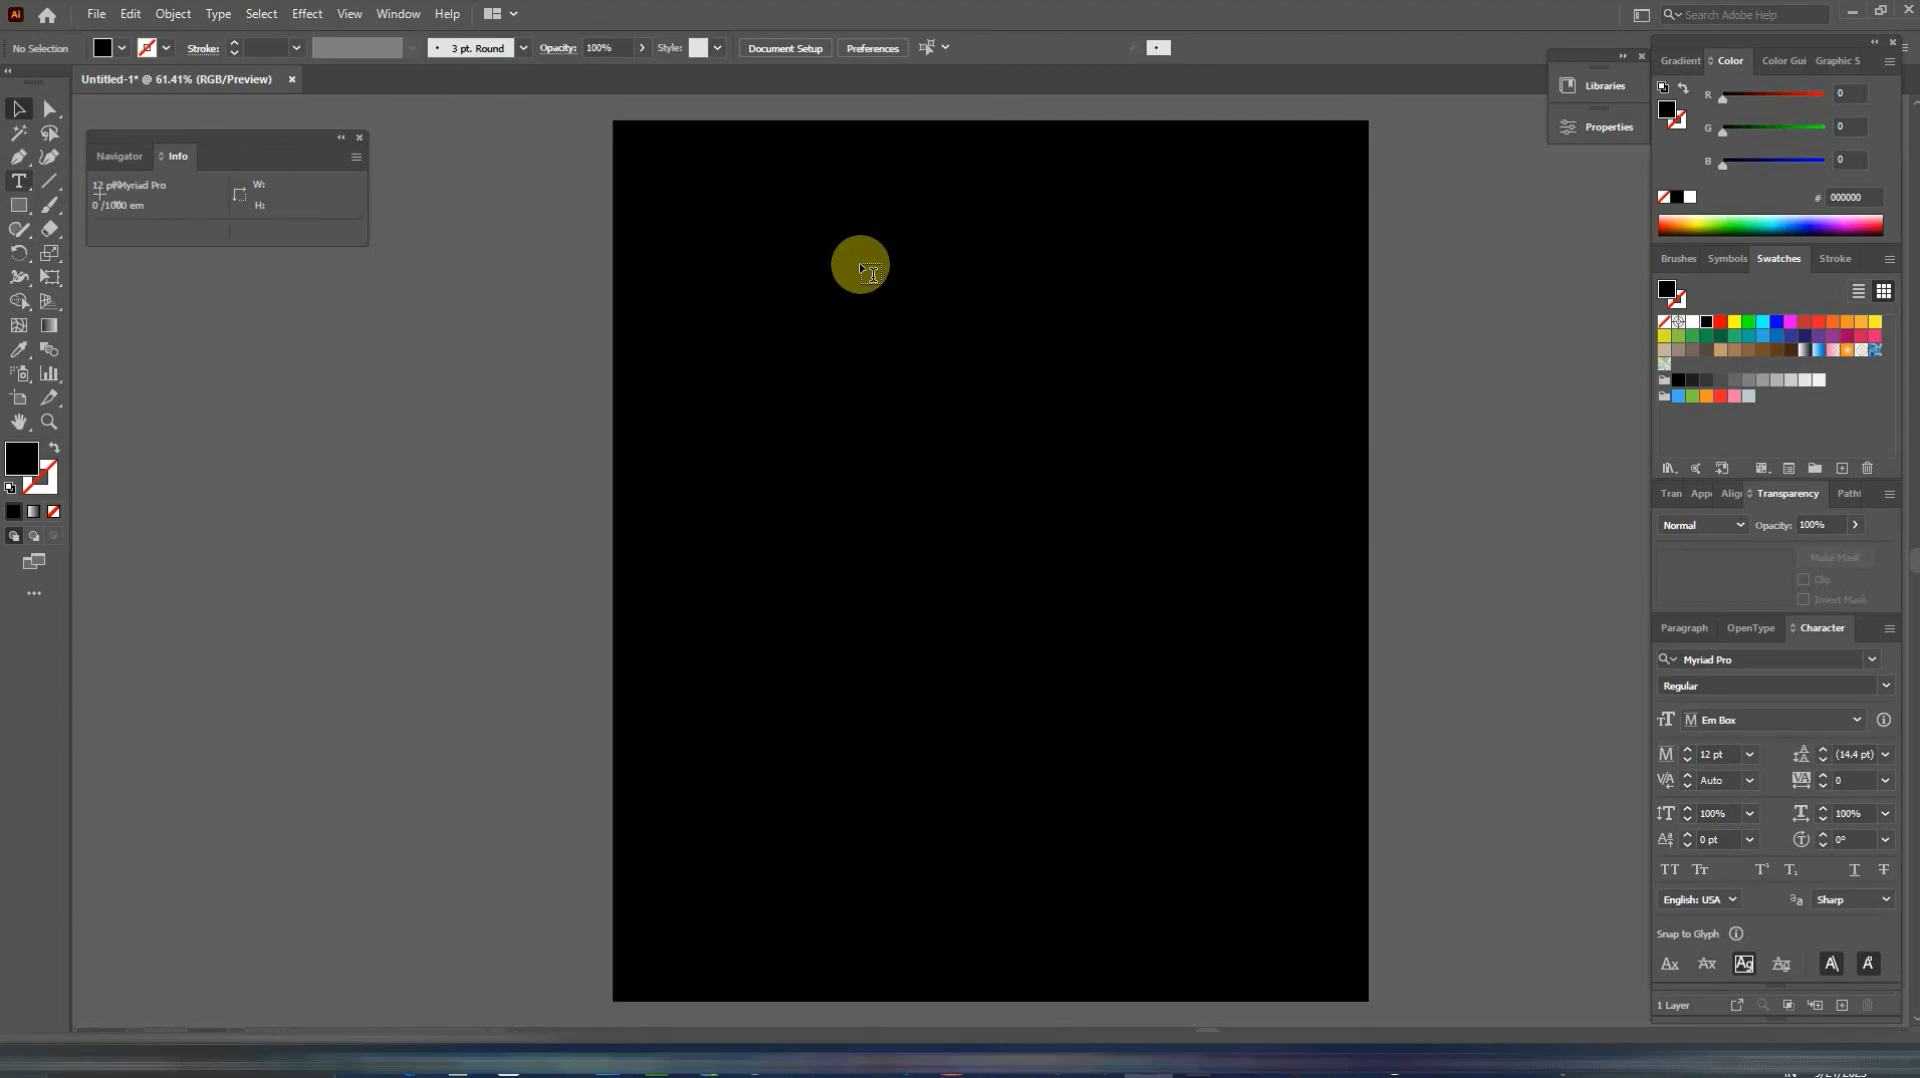 Ai File Edit Object Type Select Effect View Window Help Search Adobe Help
No Selection Stroke: 3 pt. Round Opacity: 100% Style: Document Setup Preferences
Untitled-1* @ 61.41% (RGB/Preview)
Navigator Info
12 pt Myriad Pro W:
0 /1000 em H:
Libraries
Properties
Gradient Color Color Gui Graphic S
R 0
G 0
B 0
# 000000
Brushes Symbols Swatches Stroke
Tran Appe Alig Transparency Pathf
Normal Opacity: 100%
Make Mask
Clip
Invert Mask
Paragraph OpenType Character
Myriad Pro
Regular
Em Box
12 pt (14.4 pt)
Auto 0
100% 100%
0 pt 0°
English: USA Sharp
Snap to Glyph
1 Layer